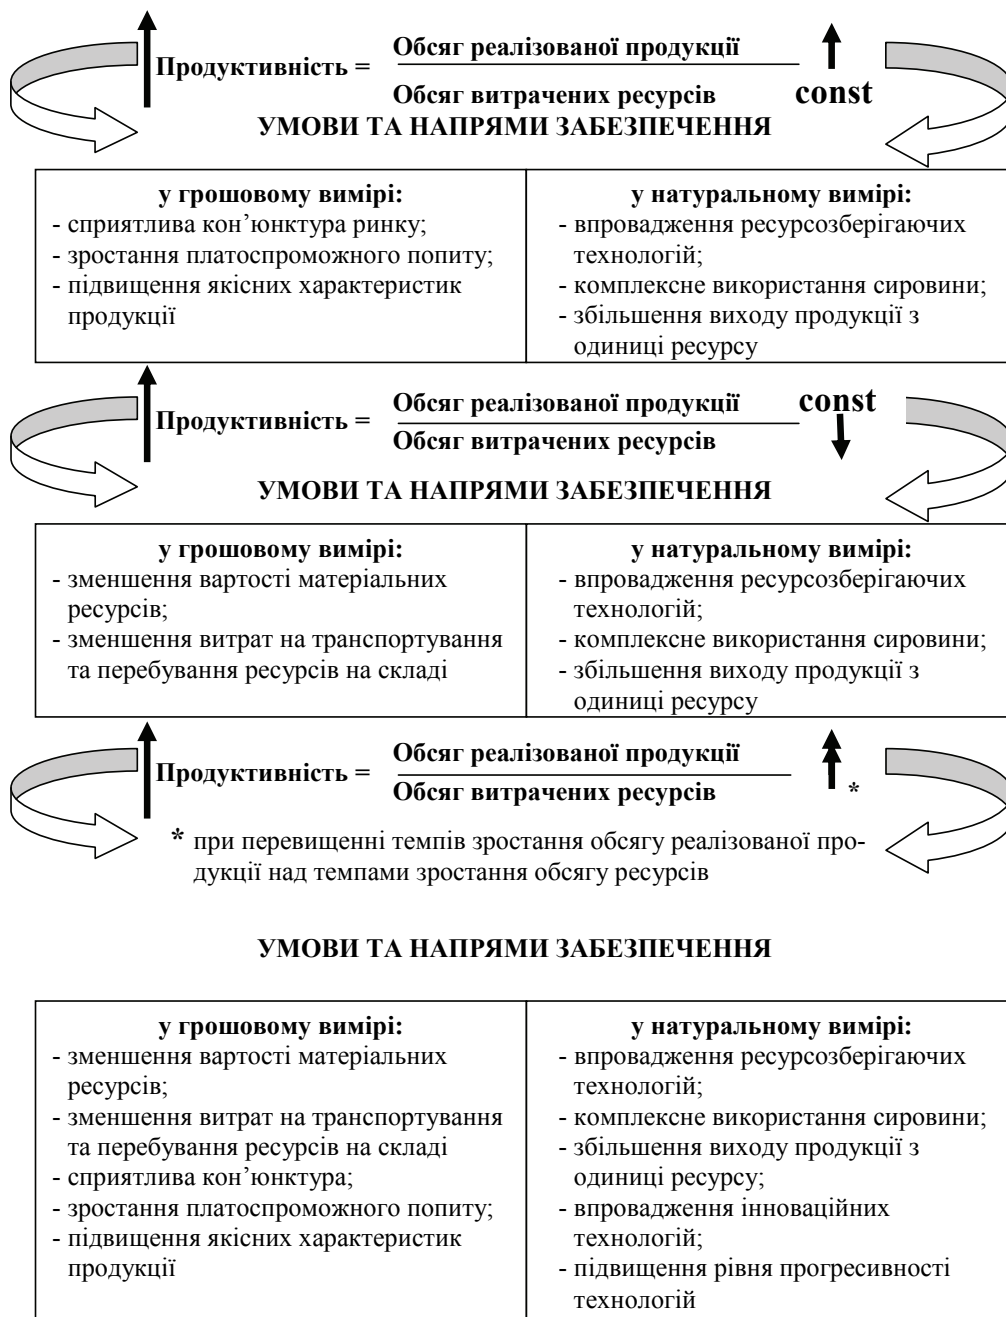 Обсяг реалізованої продукції
Продуктивність =
Обсяг витрачених ресурсів const
УМОВИ ТА НАПРЯМИ ЗАБЕЗПЕЧЕННЯ
у грошовому вимірі:
- сприятлива кон’юнктура ринку;
- зростання платоспроможного попиту;
- підвищення якісних характеристик
продукції
у натуральному вимірі:
- впровадження ресурсозберігаючих
технологій;
- комплексне використання сировини;
- збільшення виходу продукції з
одиниці ресурсу
Обсяг реалізованої продукції const
Продуктивність =
Обсяг витрачених ресурсів
УМОВИ ТА НАПРЯМИ ЗАБЕЗПЕЧЕННЯ
у грошовому вимірі:
- зменшення вартості матеріальних
ресурсів;
- зменшення витрат на транспортування
та перебування ресурсів на складі
у натуральному вимірі:
- впровадження ресурсозберігаючих
технологій;
- комплексне використання сировини;
- збільшення виходу продукції з
одиниці ресурсу
Обсяг реалізованої продукції
Продуктивність =
Обсяг витрачених ресурсів *
* при перевищенні темпів зростання обсягу реалізованої про-
дукції над темпами зростання обсягу ресурсів
УМОВИ ТА НАПРЯМИ ЗАБЕЗПЕЧЕННЯ
у грошовому вимірі:
- зменшення вартості матеріальних
ресурсів;
- зменшення витрат на транспортування
та перебування ресурсів на складі
- сприятлива кон’юнктура;
- зростання платоспроможного попиту;
- підвищення якісних характеристик
продукції
у натуральному вимірі:
- впровадження ресурсозберігаючих
технологій;
- комплексне використання сировини;
- збільшення виходу продукції з
одиниці ресурсу;
- впровадження інноваційних
технологій;
- підвищення рівня прогресивності
технологій